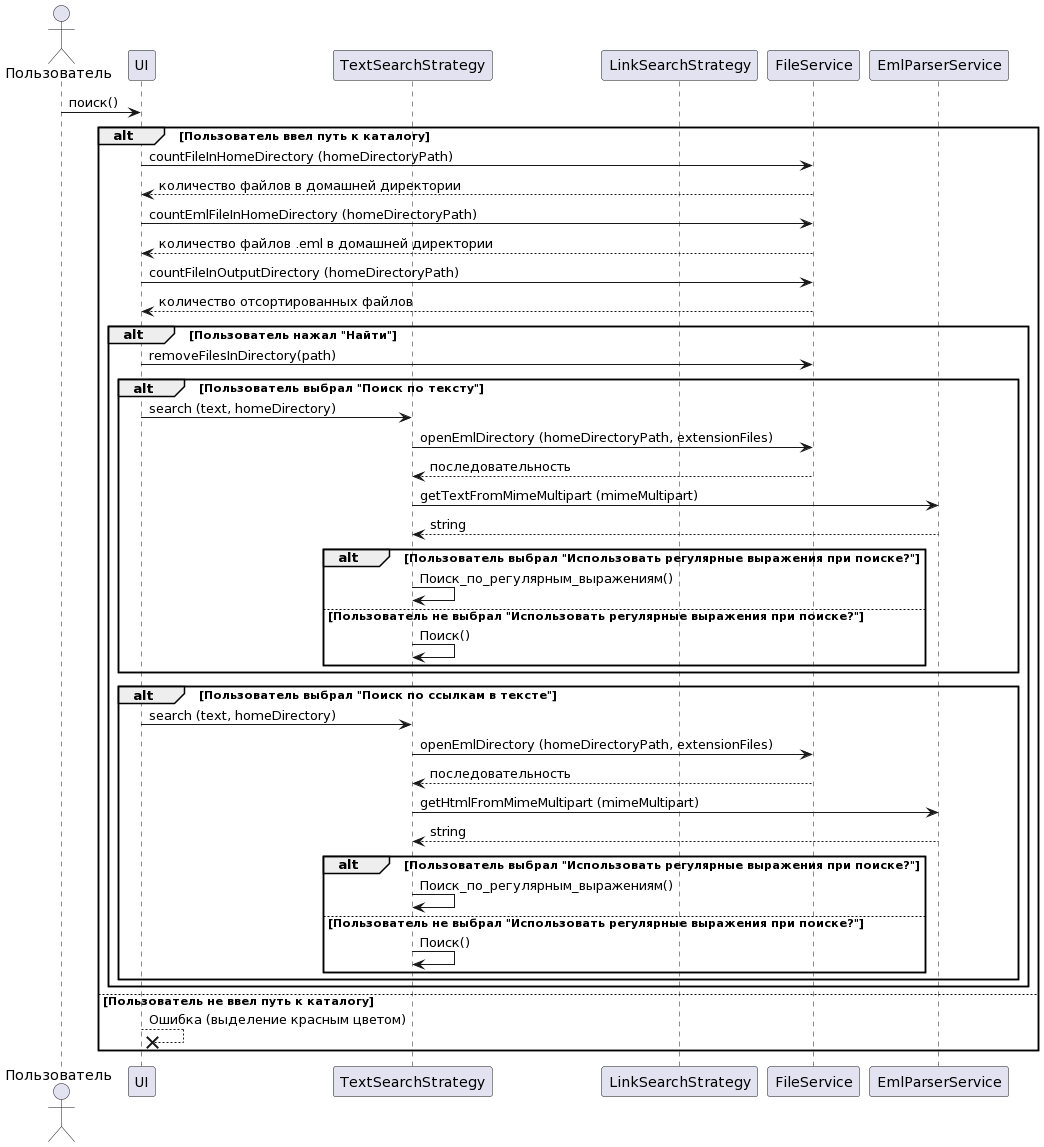 Пользователь
UI
TextSearchStrategy
LinkSearchStrategy
FileService
EmlParserService
поиск()
alt [Пользователь ввел путь к каталогу]
countFileInHomeDirectory (homeDirectoryPath)
количество файлов в домашней директории
countEmlFileInHomeDirectory (homeDirectoryPath)
количество файлов .eml в домашней директории
countFileInOutputDirectory (homeDirectoryPath)
количество отсортированных файлов
alt [Пользователь нажал "Найти"]
removeFilesInDirectory(path)
alt [Пользователь выбрал "Поиск по тексту"]
search (text, homeDirectory)
openEmlDirectory (homeDirectoryPath, extensionFiles)
последовательность
getTextFromMimeMultipart (mimeMultipart)
string
alt [Пользователь выбрал "Использовать регулярные выражения при поиске?"]
Поиск_по_регулярным_выражениям()
[Пользователь не выбрал "Использовать регулярные выражения при поиске?"]
Поиск()
alt [Пользователь выбрал "Поиск по ссылкам в тексте"]
search (text, homeDirectory)
openEmlDirectory (homeDirectoryPath, extensionFiles)
последовательность
getHtmlFromMimeMultipart (mimeMultipart)
string
alt [Пользователь выбрал "Использовать регулярные выражения при поиске?"]
Поиск_по_регулярным_выражениям()
[Пользователь не выбрал "Использовать регулярные выражения при поиске?"]
Поиск()
[Пользователь не ввел путь к каталогу]
Ошибка (выделение красным цветом)
Пользователь
UI
TextSearchStrategy
LinkSearchStrategy
FileService
EmlParserService